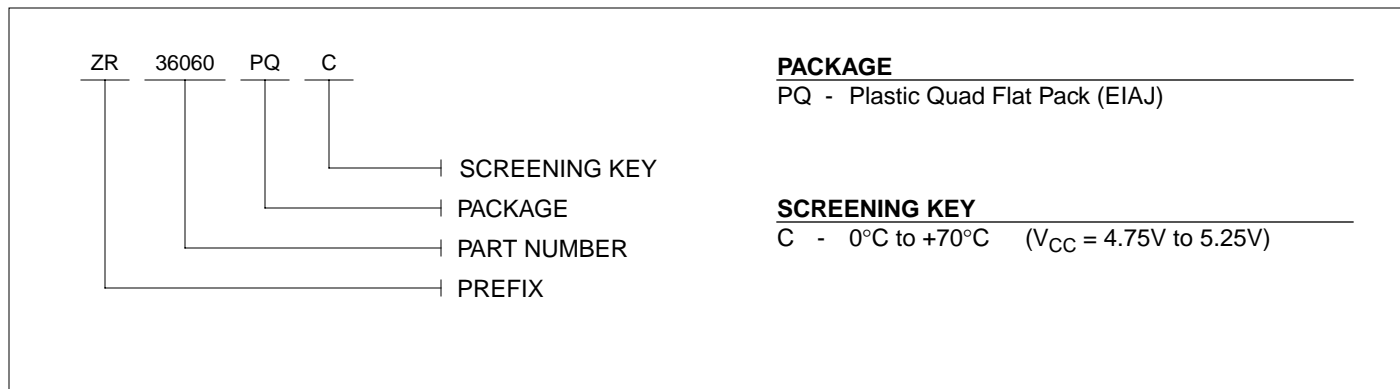 ZR 36060 PQ C
SCREENING KEY
PACKAGE
PART NUMBER
PREFIX
PACKAGE
PQ - Plastic Quad Flat Pack (EIAJ)
SCREENING KEY
C - 0°C to +70°C (VCC = 4.75V to 5.25V)